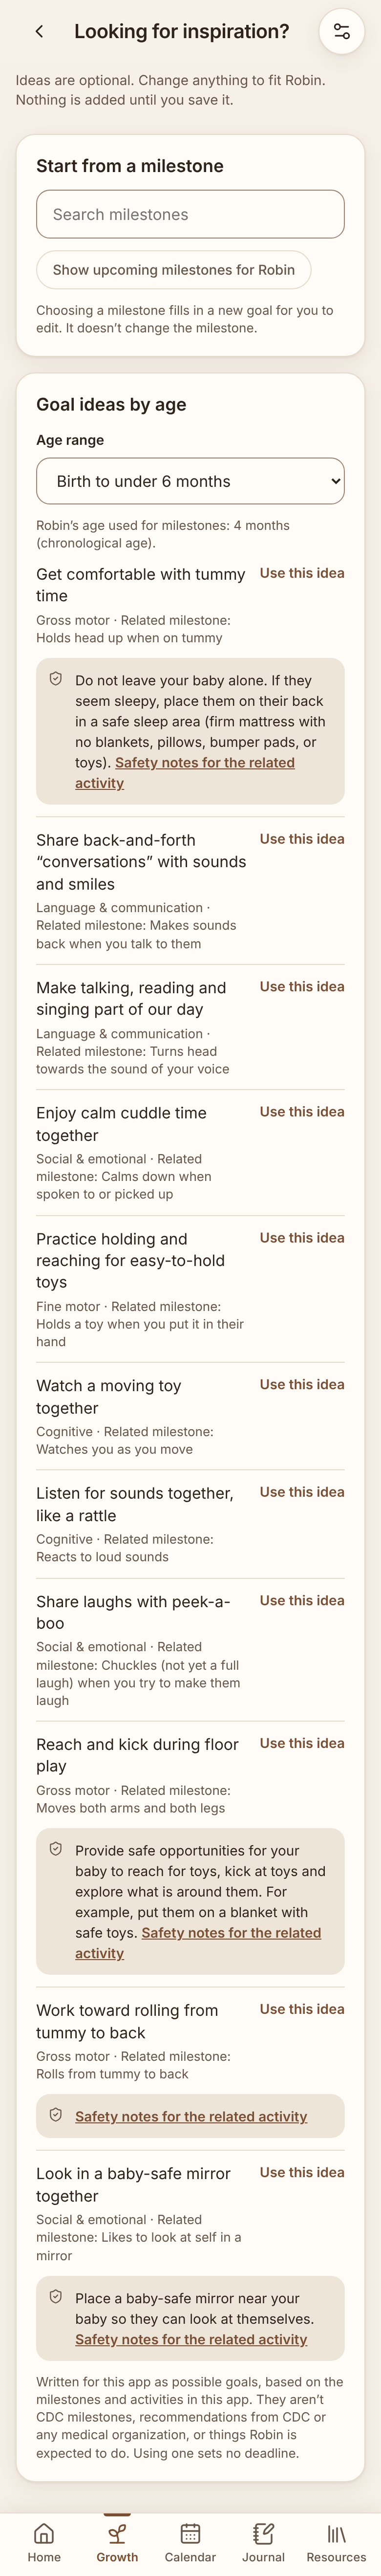 Looking for inspiration?
Ideas are optional. Change anything to fit Robin.
Nothing is added until you save it.
Start from a milestone
Search milestones
Show upcoming milestones for Robin
Choosing a milestone fills in a new goal for you to
edit. It doesn’t change the milestone.
Goal ideas by age
Age range
Birth to under 6 months
Robin’s age used for milestones: 4 months
(chronological age).
Get comfortable with tummy
time
Use this idea
Gross motor · Related milestone:
Holds head up when on tummy
Do not leave your baby alone. If they
seem sleepy, place them on their back
in a safe sleep area (firm mattress with
no blankets, pillows, bumper pads, or
toys). Safety notes for the related
activity
Share back-and-forth
“conversations” with sounds
and smiles
Use this idea
Language & communication ·
Related milestone: Makes sounds
back when you talk to them
Make talking, reading and
singing part of our day
Use this idea
Language & communication ·
Related milestone: Turns head
towards the sound of your voice
Enjoy calm cuddle time
together
Use this idea
Social & emotional · Related
milestone: Calms down when
spoken to or picked up
Practice holding and
reaching for easy-to-hold
toys
Use this idea
Fine motor · Related milestone:
Holds a toy when you put it in their
hand
Watch a moving toy
together
Use this idea
Cognitive · Related milestone:
Watches you as you move
Listen for sounds together,
like a rattle
Use this idea
Cognitive · Related milestone:
Reacts to loud sounds
Share laughs with peek-a-
boo
Use this idea
Social & emotional · Related
milestone: Chuckles (not yet a full
laugh) when you try to make them
laugh
Reach and kick during floor
play
Use this idea
Gross motor · Related milestone:
Moves both arms and both legs
Provide safe opportunities for your
baby to reach for toys, kick at toys and
explore what is around them. For
example, put them on a blanket with
safe toys. Safety notes for the related
activity
Work toward rolling from
tummy to back
Use this idea
Gross motor · Related milestone:
Rolls from tummy to back
Safety notes for the related activity
Look in a baby-safe mirror
together
Use this idea
Social & emotional · Related
milestone: Likes to look at self in a
mirror
Place a baby-safe mirror near your
baby so they can look at themselves.
Safety notes for the related activity
Written for this app as possible goals, based on the
milestones and activities in this app. They aren’t
CDC milestones, recommendations from CDC or
any medical organization, or things Robin is
expected to do. Using one sets no deadline.
Home
Growth
Calendar
Journal
Resources